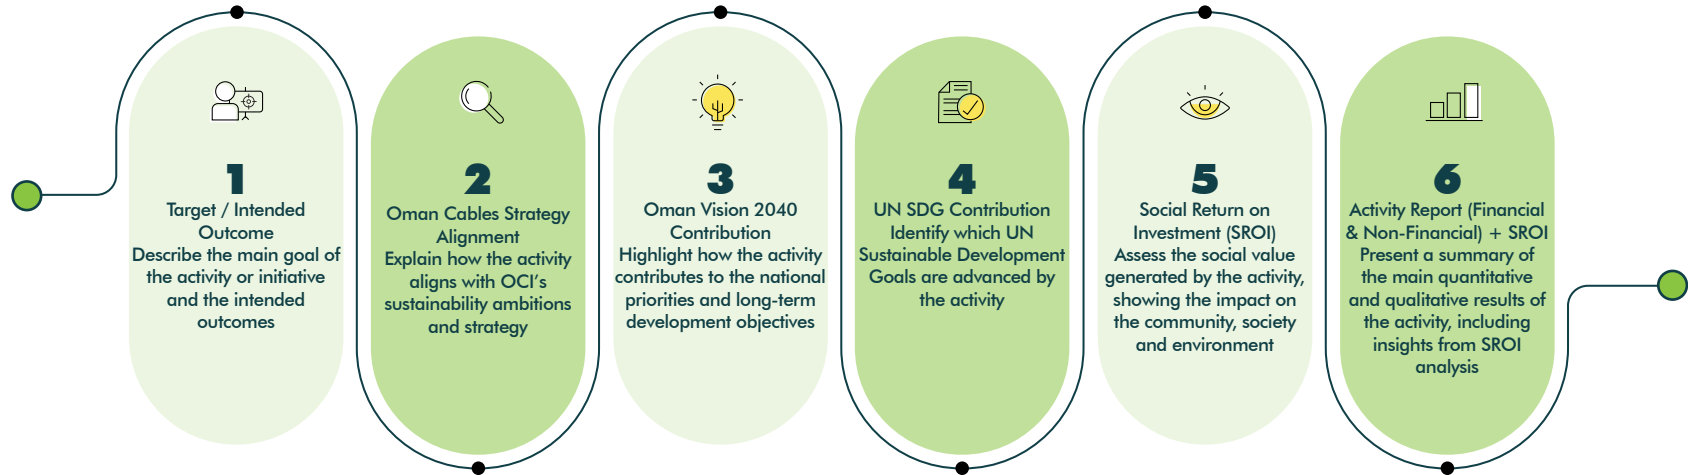 1
Target / Intended
Outcome
Describe the main goal of
the activity or initiative
and the intended
outcomes
2
Oman Cables Strategy
Alignment
Explain how the activity
aligns with OCI’s
sustainability ambitions
and strategy
3
Oman Vision 2040
Contribution
Highlight how the activity
contributes to the national
priorities and long-term
development objectives
4
UN SDG Contribution
Identify which UN
Sustainable Development
Goals are advanced by
the activity
5
Social Return on
Investment (SROI)
Assess the social value
generated by the activity,
showing the impact on
the community, society
and environment
6
Activity Report (Financial
& Non-Financial) + SROI
Present a summary of
the main quantitative
and qualitative results of
the activity, including
insights from SROI
analysis